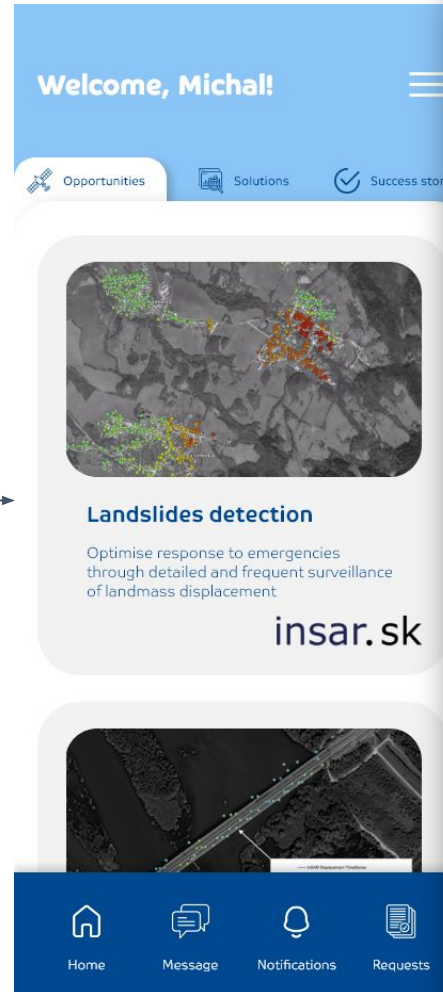 Welcome, Michal!
Opportunities
Solutions
Success stor
Landslides detection
Optimise response to emergencies
through detailed and frequent surveillance
of landmass displacement
insar.sk
Home
Message
Notifications
Requests